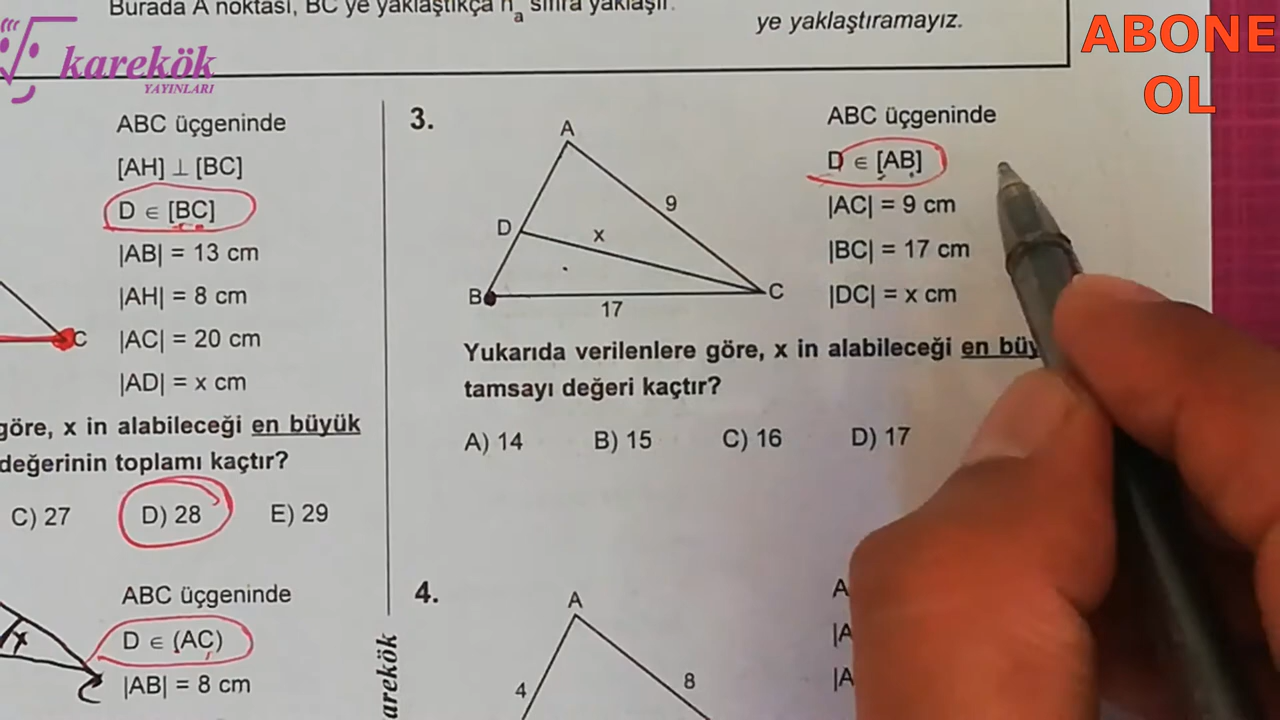 Burada A noktası, BC ye yaklaştıkça h
a
sıfıra yaklaşır.
ye yaklaştıramayız.
ABONE
OL
karekök
YAYINLARI
ABC üçgeninde
[AH] ⊥ [BC]
D ∈ [BC]
|AB| = 13 cm
|AH| = 8 cm
|AC| = 20 cm
|AD| = x cm
göre, x in alabileceği en büyük
değerinin toplamı kaçtır?
C) 27 D) 28 E) 29
C
ABC üçgeninde
D ∈ (AC)
|AB| = 8 cm
x
C
karekök
3.
A
9
D
x
B
C
17
ABC üçgeninde
D ∈ [AB]
|AC| = 9 cm
|BC| = 17 cm
|DC| = x cm
Yukarıda verilenlere göre, x in alabileceği en
tamsayı değeri kaçtır?
A) 14 B) 15 C) 16 D) 17
4.
A
4
8
A
|A
|A